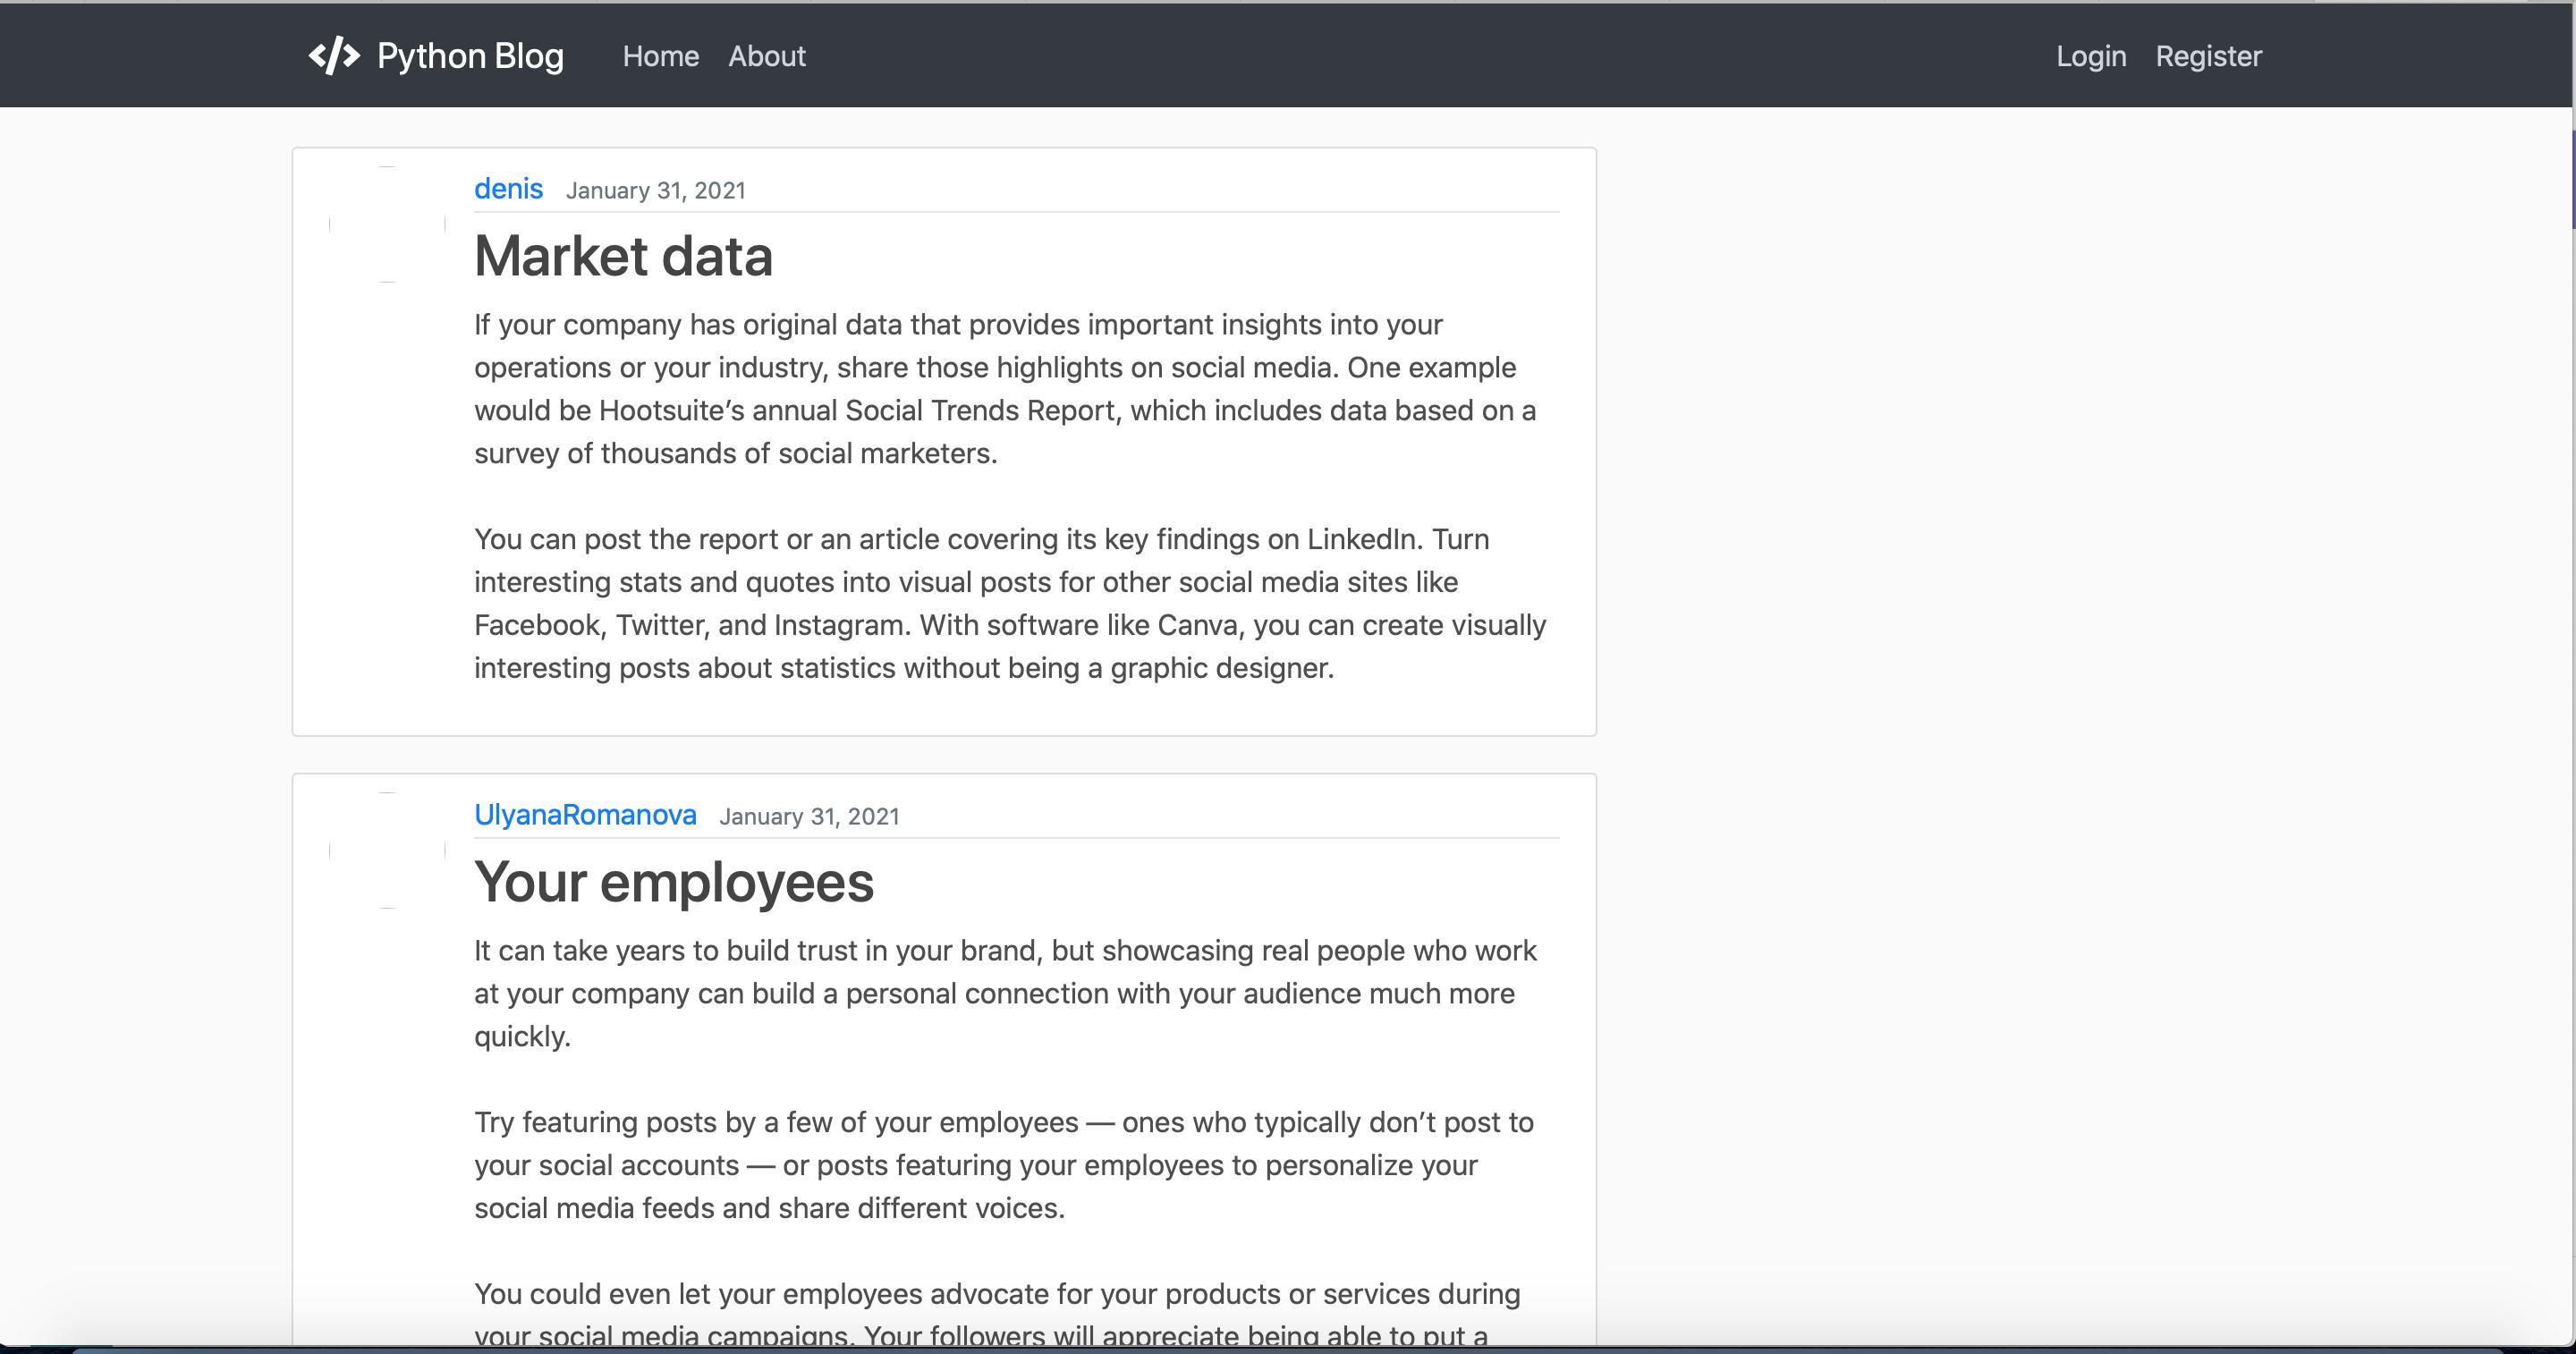 </> Python Blog Home About Login Register
denis January 31, 2021
Market data
If your company has original data that provides important insights into your
operations or your industry, share those highlights on social media. One example
would be Hootsuite’s annual Social Trends Report, which includes data based on a
survey of thousands of social marketers.
You can post the report or an article covering its key findings on LinkedIn. Turn
interesting stats and quotes into visual posts for other social media sites like
Facebook, Twitter, and Instagram. With software like Canva, you can create visually
interesting posts about statistics without being a graphic designer.
UlyanaRomanova January 31, 2021
Your employees
It can take years to build trust in your brand, but showcasing real people who work
at your company can build a personal connection with your audience much more
quickly.
Try featuring posts by a few of your employees — ones who typically don’t post to
your social accounts — or posts featuring your employees to personalize your
social media feeds and share different voices.
You could even let your employees advocate for your products or services during
your social media campaigns. Your followers will appreciate being able to put a